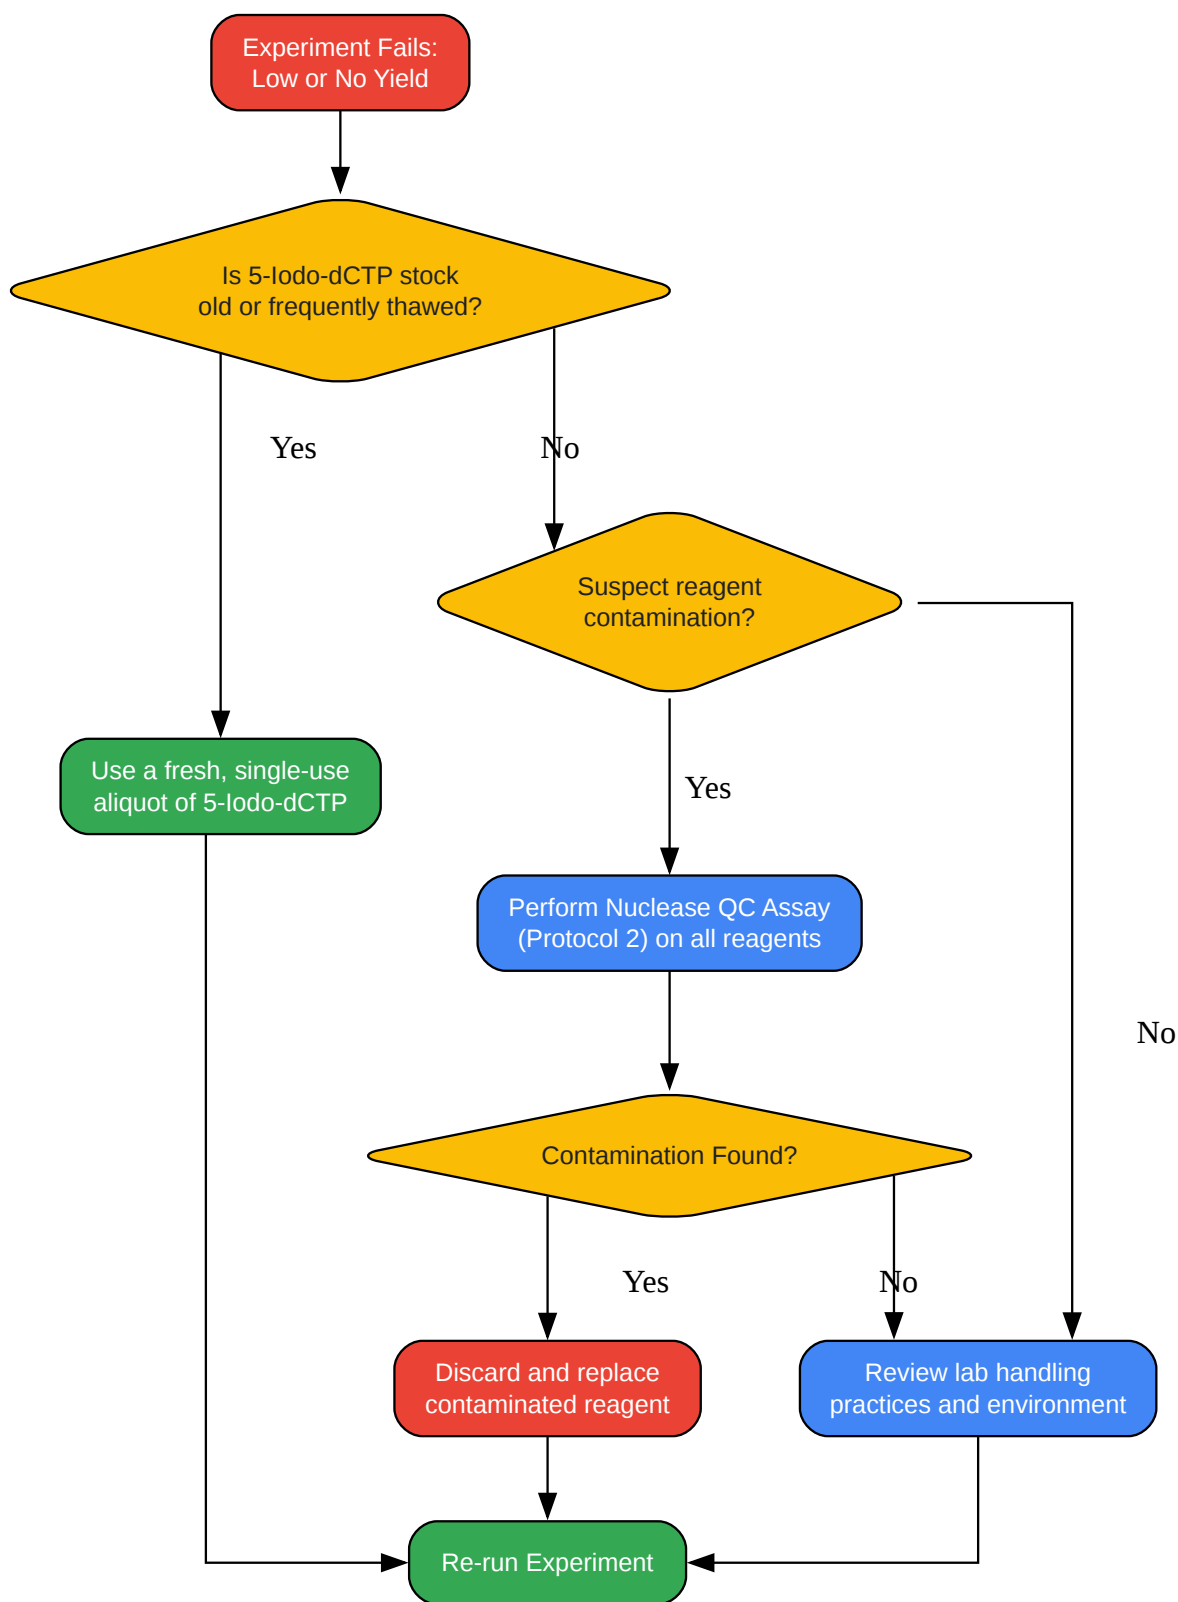 Experiment Fails:
Low or No Yield
Is 5-Iodo-dCTP stock
old or frequently thawed?
Yes
No
Suspect reagent
contamination?
Use a fresh, single-use
aliquot of 5-Iodo-dCTP
Yes
Perform Nuclease QC Assay
(Protocol 2) on all reagents
No
Contamination Found?
Yes
No
Discard and replace
contaminated reagent
Review lab handling
practices and environment
Re-run Experiment